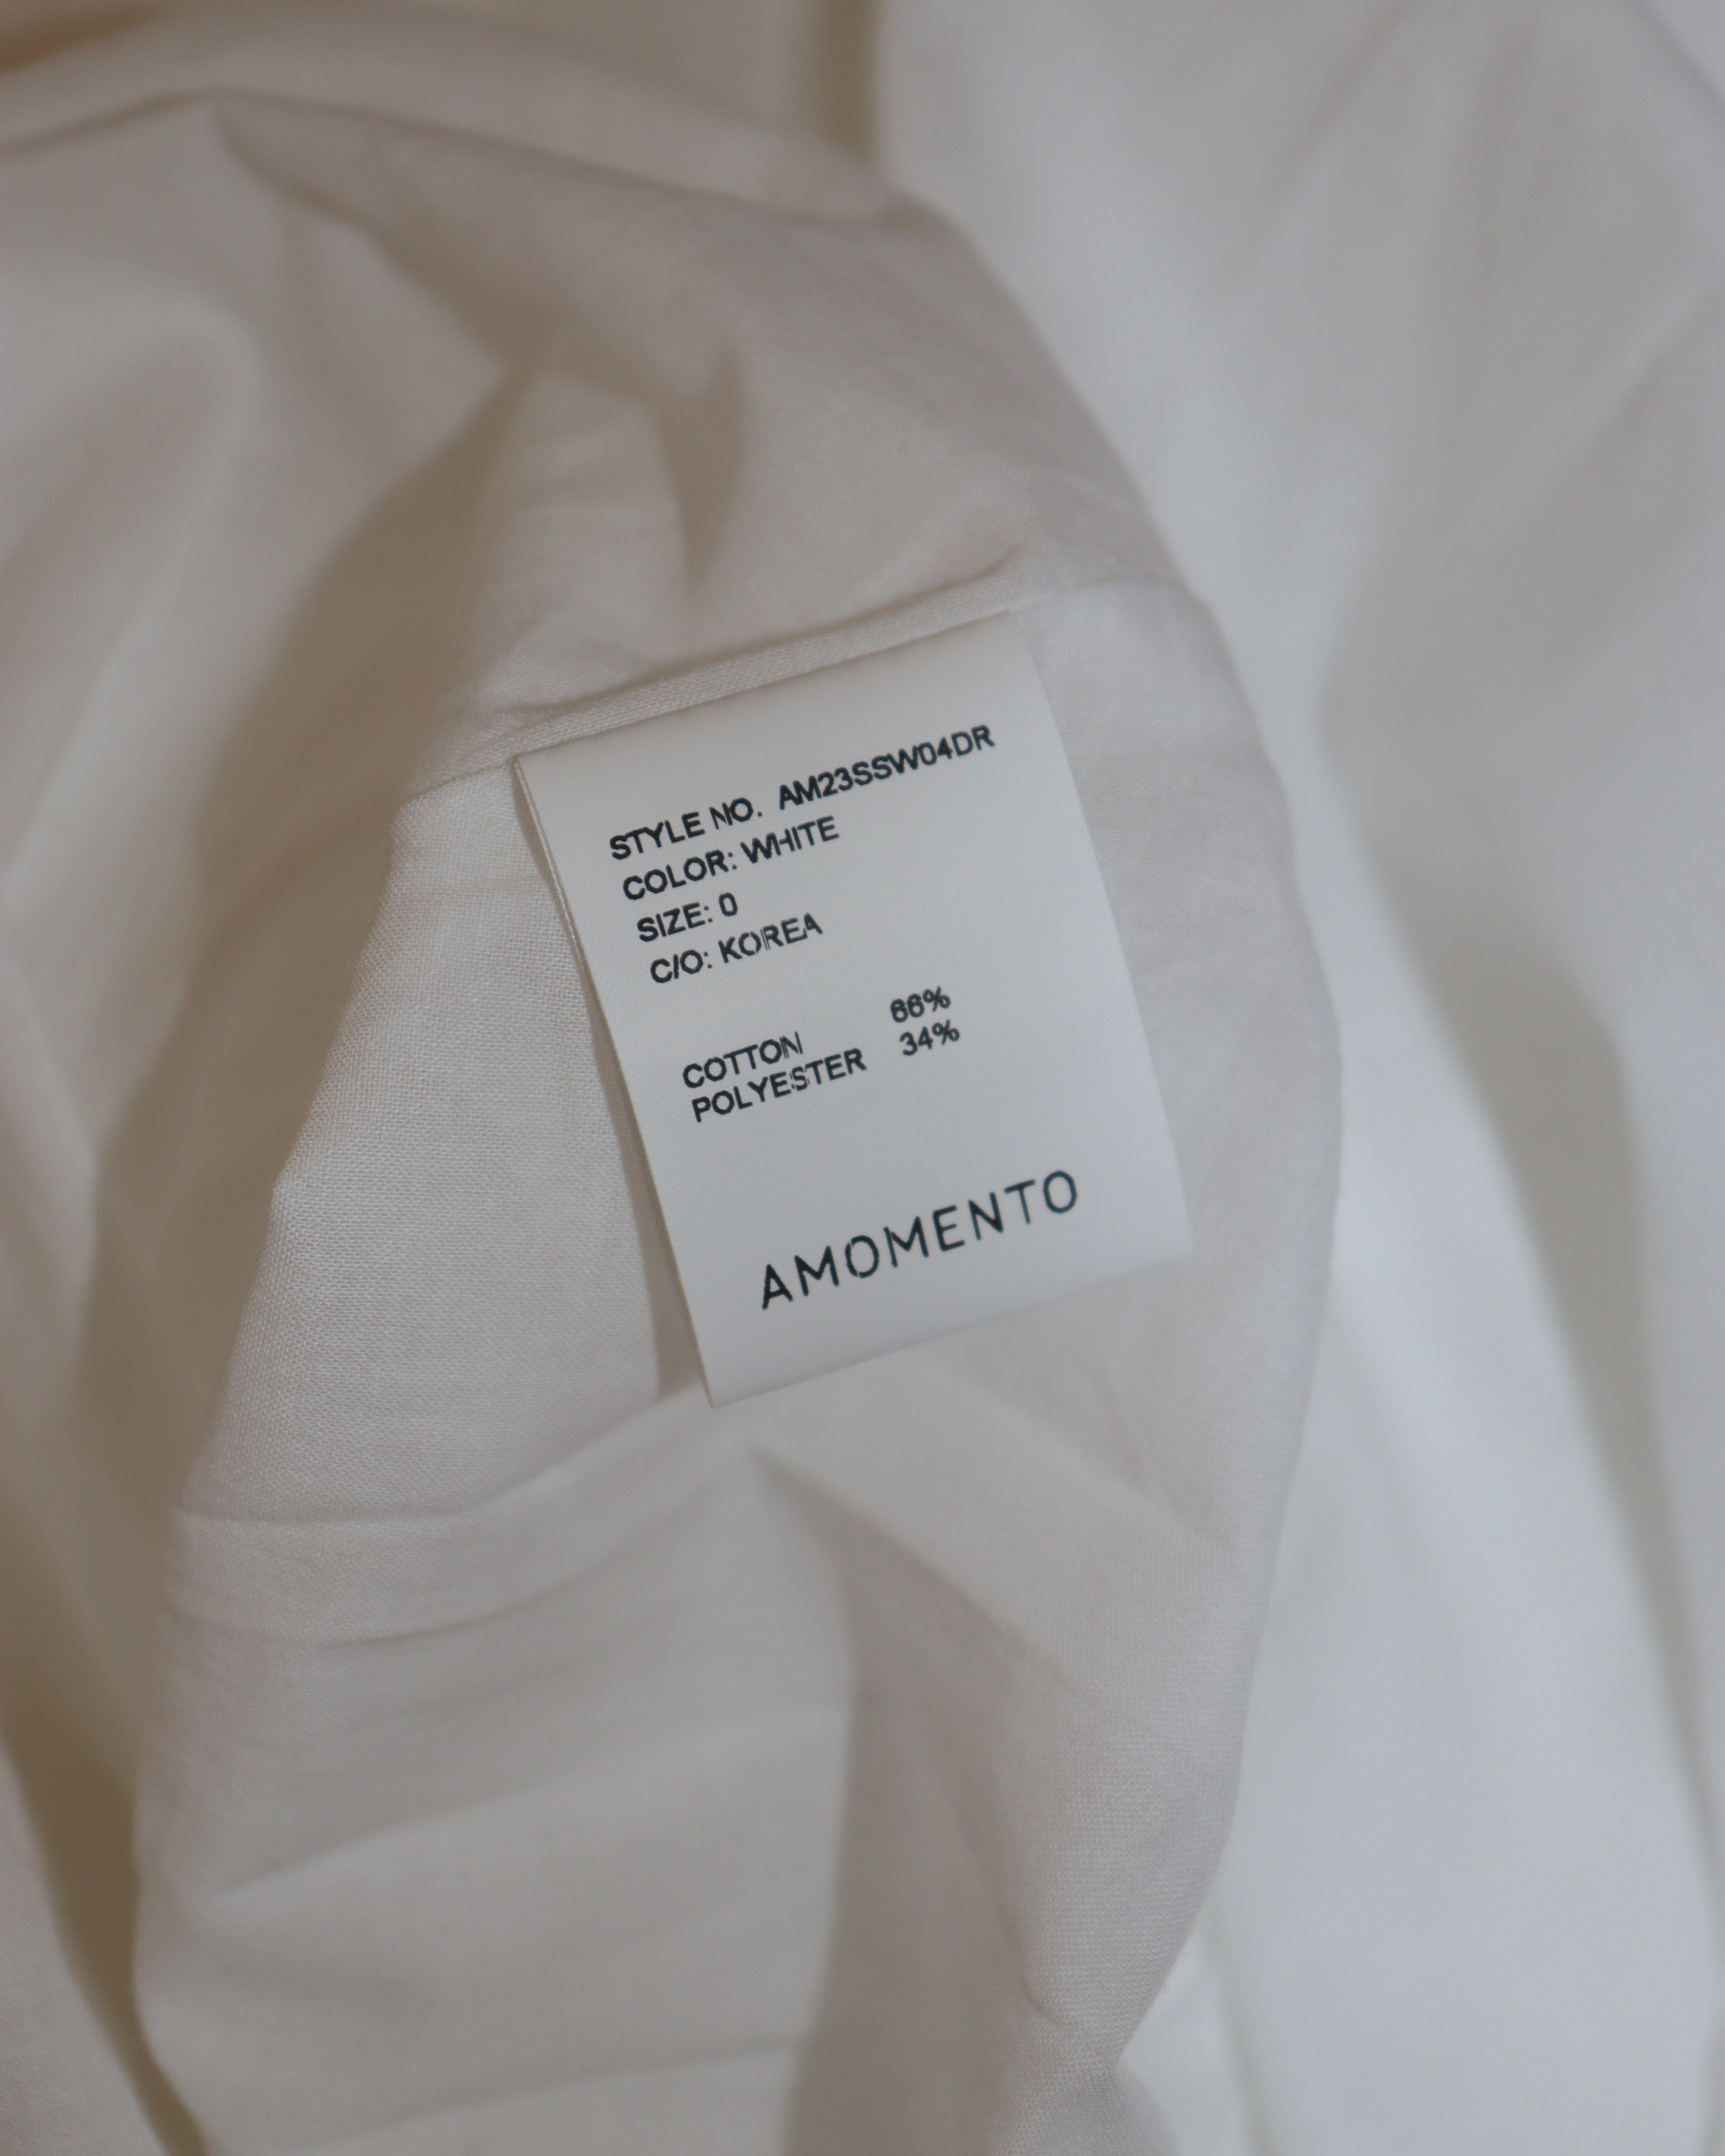 STYLE NO. AM23SSW04DR
COLOR: WHITE
SIZE: 0
C/O: KOREA
COTTON 66%
POLYESTER 34%
AMOMENTO